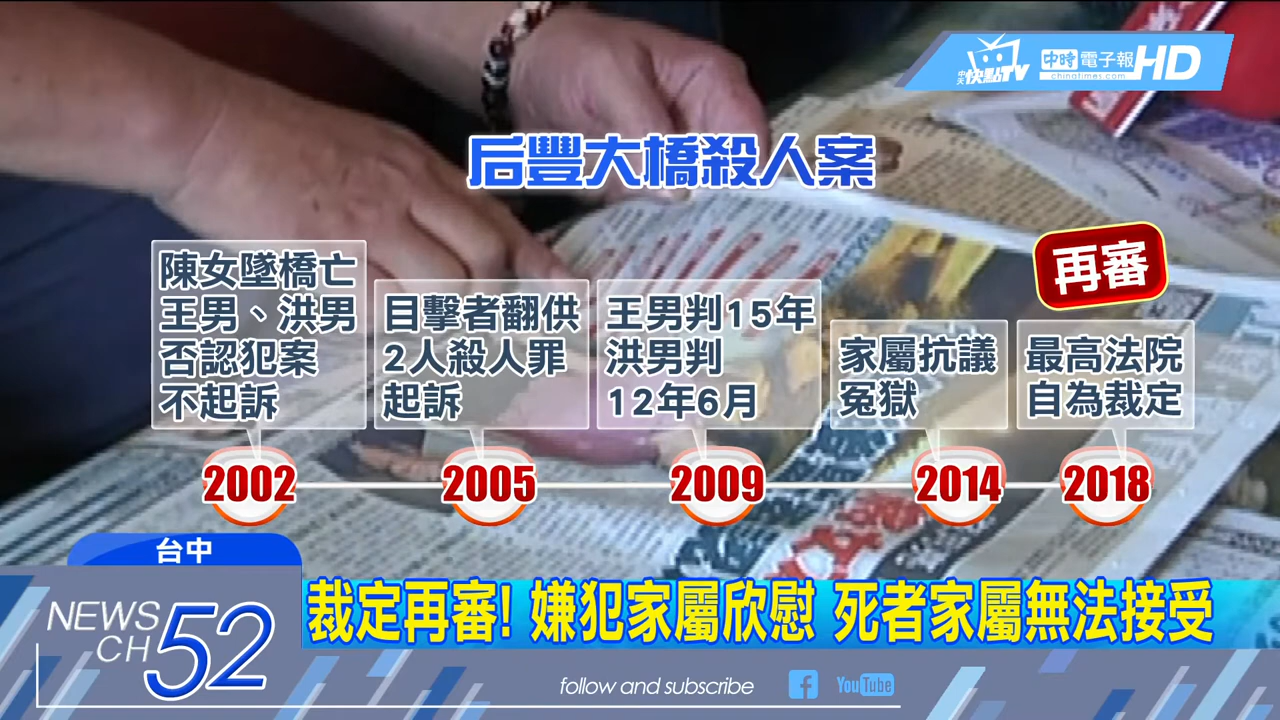 中天快點TV
中時電子報HD
chinatimes.com
后豐大橋殺人案
再審
陳女墜橋亡
王男、洪男
否認犯案
不起訴
目擊者翻供
2人殺人罪
起訴
王男判15年
洪男判
12年6月
家屬抗議
冤獄
最高法院
自為裁定
2002
2005
2009
2014
2018
台中
裁定再審! 嫌犯家屬欣慰 死者家屬無法接受
NEWS
CH
52
follow and subscribe
YouTube